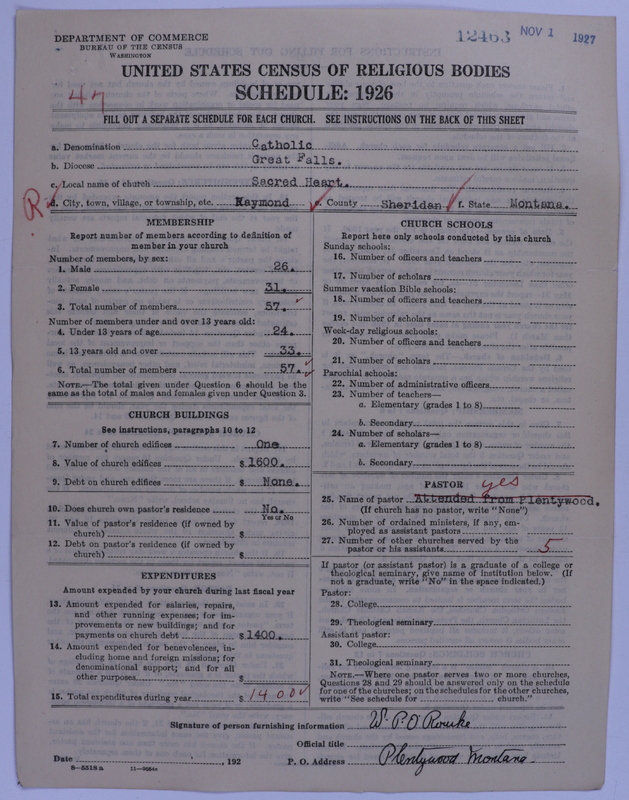 DEPARTMENT OF COMMERCE
BUREAU OF THE CENSUS
WASHINGTON
12463 NOV 1 1927
UNITED STATES CENSUS OF RELIGIOUS BODIES
SCHEDULE: 1926
47
FILL OUT A SEPARATE SCHEDULE FOR EACH CHURCH. SEE INSTRUCTIONS ON THE BACK OF THIS SHEET
a. Denomination Catholic
b. Diocese Great Falls.
c. Local name of church Sacred Heart.
R d. City, town, village, or township, etc. Raymond e. County Sheridan f. State Montana.
MEMBERSHIP
Report number of members according to definition of
member in your church
Number of members, by sex:
1. Male 26.
2. Female 31.
3. Total number of members 57.
Number of members under and over 13 years old:
4. Under 13 years of age 24.
5. 13 years old and over 33.
6. Total number of members 57.
NOTE.—The total given under Question 6 should be the
same as the total of males and females given under Question 3.
CHURCH BUILDINGS
See instructions, paragraphs 10 to 12
7. Number of church edifices One
8. Value of church edifices $1600.
9. Debt on church edifices $ None.
10. Does church own pastor's residence No.
Yes or No
11. Value of pastor's residence (if owned by
church) $
12. Debt on pastor's residence (if owned by
church) $
EXPENDITURES
Amount expended by your church during last fiscal year
13. Amount expended for salaries, repairs,
and other running expenses; for im-
provements or new buildings; and for
payments on church debt $1400.
14. Amount expended for benevolences, in-
cluding home and foreign missions; for
denominational support; and for all
other purposes $
15. Total expenditures during year $ 1400
CHURCH SCHOOLS
Report here only schools conducted by this church
Sunday schools:
16. Number of officers and teachers
17. Number of scholars
Summer vacation Bible schools:
18. Number of officers and teachers
19. Number of scholars
Week-day religious schools:
20. Number of officers and teachers
21. Number of scholars
Parochial schools:
22. Number of administrative officers
23. Number of teachers—
a. Elementary (grades 1 to 8)
b. Secondary
24. Number of scholars—
a. Elementary (grades 1 to 8)
b. Secondary
PASTOR yes
25. Name of pastor Attended from Plentywood.
(If church has no pastor, write "None")
26. Number of ordained ministers, if any, em-
ployed as assistant pastors
27. Number of other churches served by the
pastor or his assistants 5
If pastor (or assistant pastor) is a graduate of a college or
theological seminary, give name of institution below. (If
not a graduate, write "No" in the space indicated.)
Pastor:
28. College
29. Theological seminary
Assistant pastor:
30. College
31. Theological seminary
NOTE.—Where one pastor serves two or more churches,
Questions 28 and 29 should be answered only on the schedule
for one of the churches; on the schedules for the other churches,
write "See schedule for church."
Signature of person furnishing information W. P. O'Rourke
Official title
Date , 192 P. O. Address Plentywood Montana.
8—5518 a 11—9064a